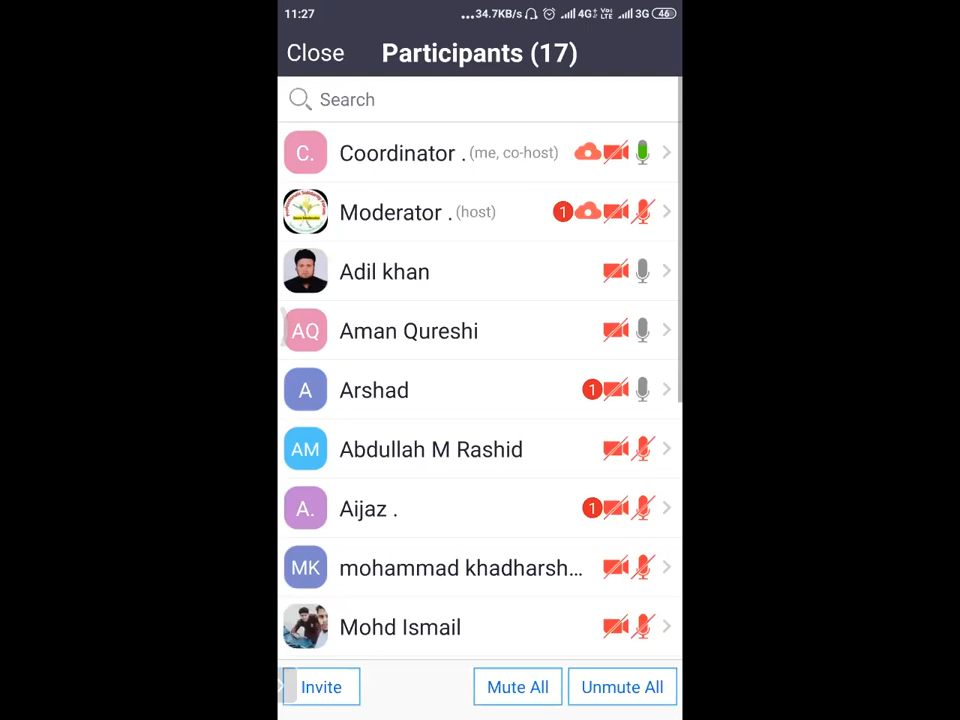 11:27 ...34.7KB/s 4G+ Vo) LTE 3G 46
Close Participants (17)
Search
C. Coordinator . (me, co-host)
Moderator . (host) 1
Adil khan
AQ Aman Qureshi
A Arshad 1
AM Abdullah M Rashid
A. Aijaz . 1
MK mohammad khadharsh...
Mohd Ismail
Invite Mute All Unmute All